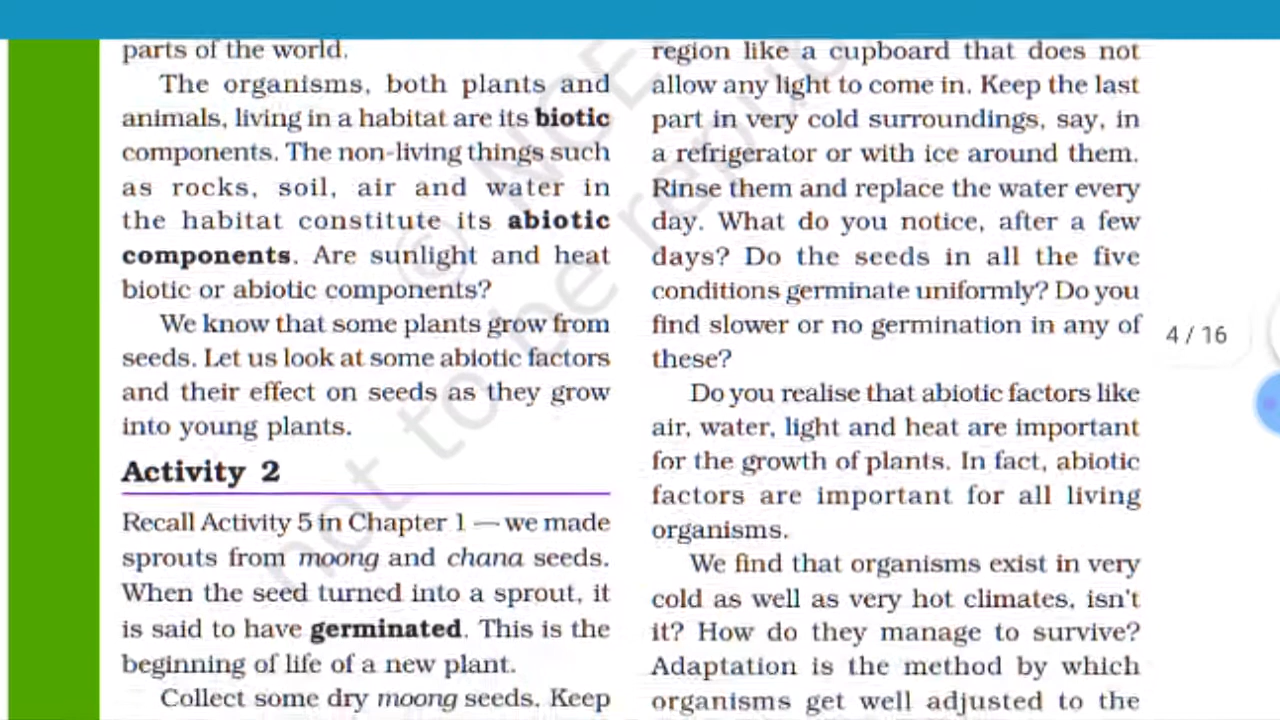 parts of the world.
The organisms, both plants and
animals, living in a habitat are its biotic
components. The non-living things such
as rocks, soil, air and water in
the habitat constitute its abiotic
components. Are sunlight and heat
biotic or abiotic components?
We know that some plants grow from
seeds. Let us look at some abiotic factors
and their effect on seeds as they grow
into young plants.
Activity 2
Recall Activity 5 in Chapter 1 — we made
sprouts from moong and chana seeds.
When the seed turned into a sprout, it
is said to have germinated. This is the
beginning of life of a new plant.
Collect some dry moong seeds. Keep
region like a cupboard that does not
allow any light to come in. Keep the last
part in very cold surroundings, say, in
a refrigerator or with ice around them.
Rinse them and replace the water every
day. What do you notice, after a few
days? Do the seeds in all the five
conditions germinate uniformly? Do you
find slower or no germination in any of
these?
Do you realise that abiotic factors like
air, water, light and heat are important
for the growth of plants. In fact, abiotic
factors are important for all living
organisms.
We find that organisms exist in very
cold as well as very hot climates, isn't
it? How do they manage to survive?
Adaptation is the method by which
organisms get well adjusted to the
4 / 16
not to be